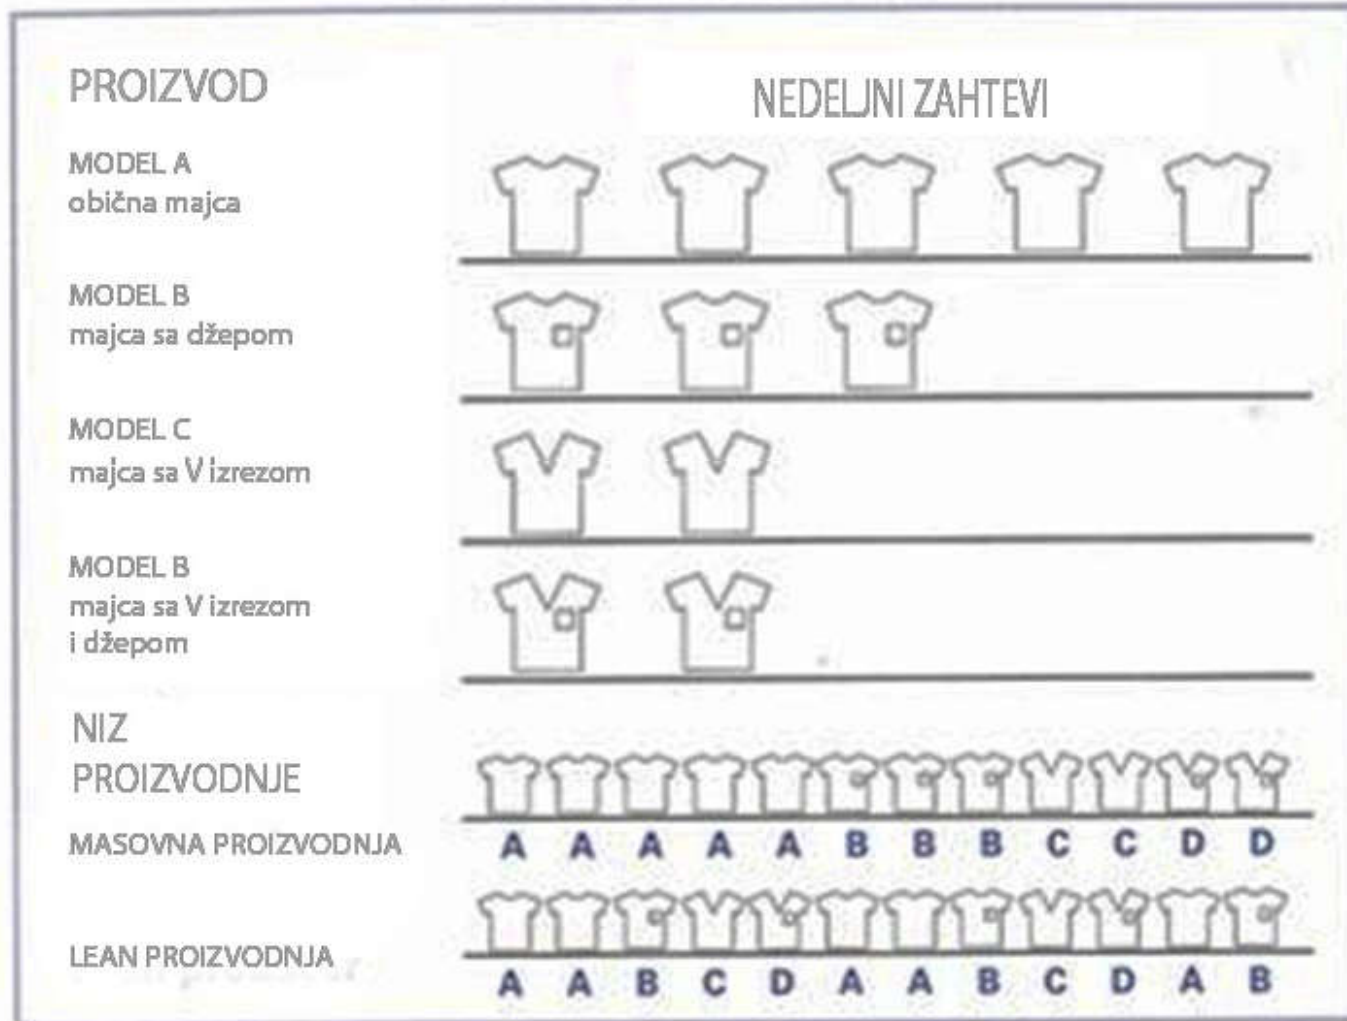 PROIZVOD
NEDELJNI ZAHTEVI
MODEL A
obična majca
MODEL B
majca sa džepom
MODEL C
majca sa V izrezom
MODEL B
majca sa V izrezom
i džepom
NIZ
PROIZVODNJE
MASOVNA PROIZVODNJA
A A A A A B B B C C D D
LEAN PROIZVODNJA
A A B C D A A B C D A B